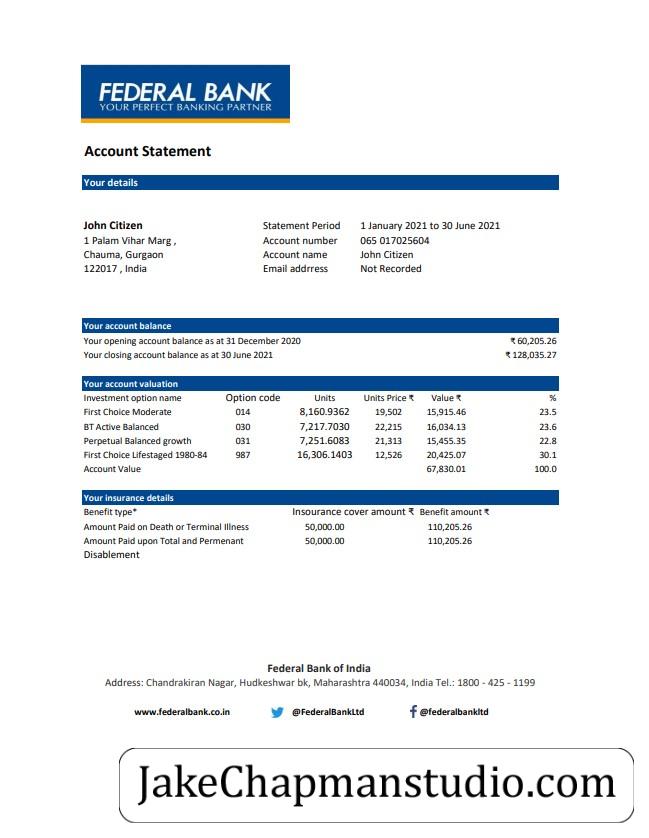 FEDERAL BANK
YOUR PERFECT BANKING PARTNER
Account Statement
Your details
John Citizen Statement Period 1 January 2021 to 30 June 2021
1 Palam Vihar Marg , Account number 065 017025604
Chauma, Gurgaon Account name John Citizen
122017 , India Email addrress Not Recorded
Your account balance
Your opening account balance as at 31 December 2020 ₹ 60,205.26
Your closing account balance as at 30 June 2021 ₹ 128,035.27
Your account valuation
Investment option name Option code Units Units Price ₹ Value ₹ %
First Choice Moderate 014 8,160.9362 19,502 15,915.46 23.5
BT Active Balanced 030 7,217.7030 22,215 16,034.13 23.6
Perpetual Balanced growth 031 7,251.6083 21,313 15,455.35 22.8
First Choice Lifestaged 1980-84 987 16,306.1403 12,526 20,425.07 30.1
Account Value 67,830.01 100.0
Your insurance details
Benefit type* Insourance cover amount ₹ Benefit amount ₹
Amount Paid on Death or Terminal Illness 50,000.00 110,205.26
Amount Paid upon Total and Permenant 50,000.00 110,205.26
Disablement
Federal Bank of India
Address: Chandrakiran Nagar, Hudkeshwar bk, Maharashtra 440034, India Tel.: 1800 - 425 - 1199
www.federalbank.co.in @FederalBankLtd @federalbankltd
JakeChapmanstudio.com